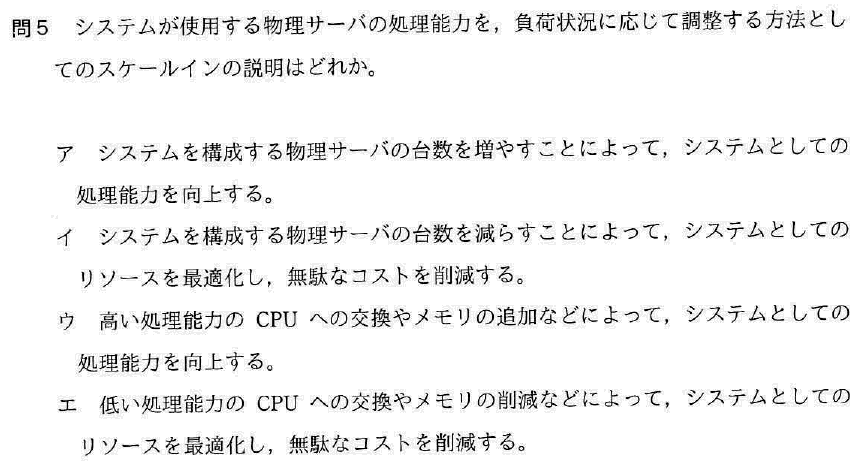 問5　システムが使用する物理サーバの処理能力を，負荷状況に応じて調整する方法とし
てのスケールインの説明はどれか。
ア　システムを構成する物理サーバの台数を増やすことによって，システムとしての
処理能力を向上する。
イ　システムを構成する物理サーバの台数を減らすことによって，システムとしての
リソースを最適化し，無駄なコストを削減する。
ウ　高い処理能力の CPU への交換やメモリの追加などによって，システムとしての
処理能力を向上する。
エ　低い処理能力の CPU への交換やメモリの削減などによって，システムとしての
リソースを最適化し，無駄なコストを削減する。